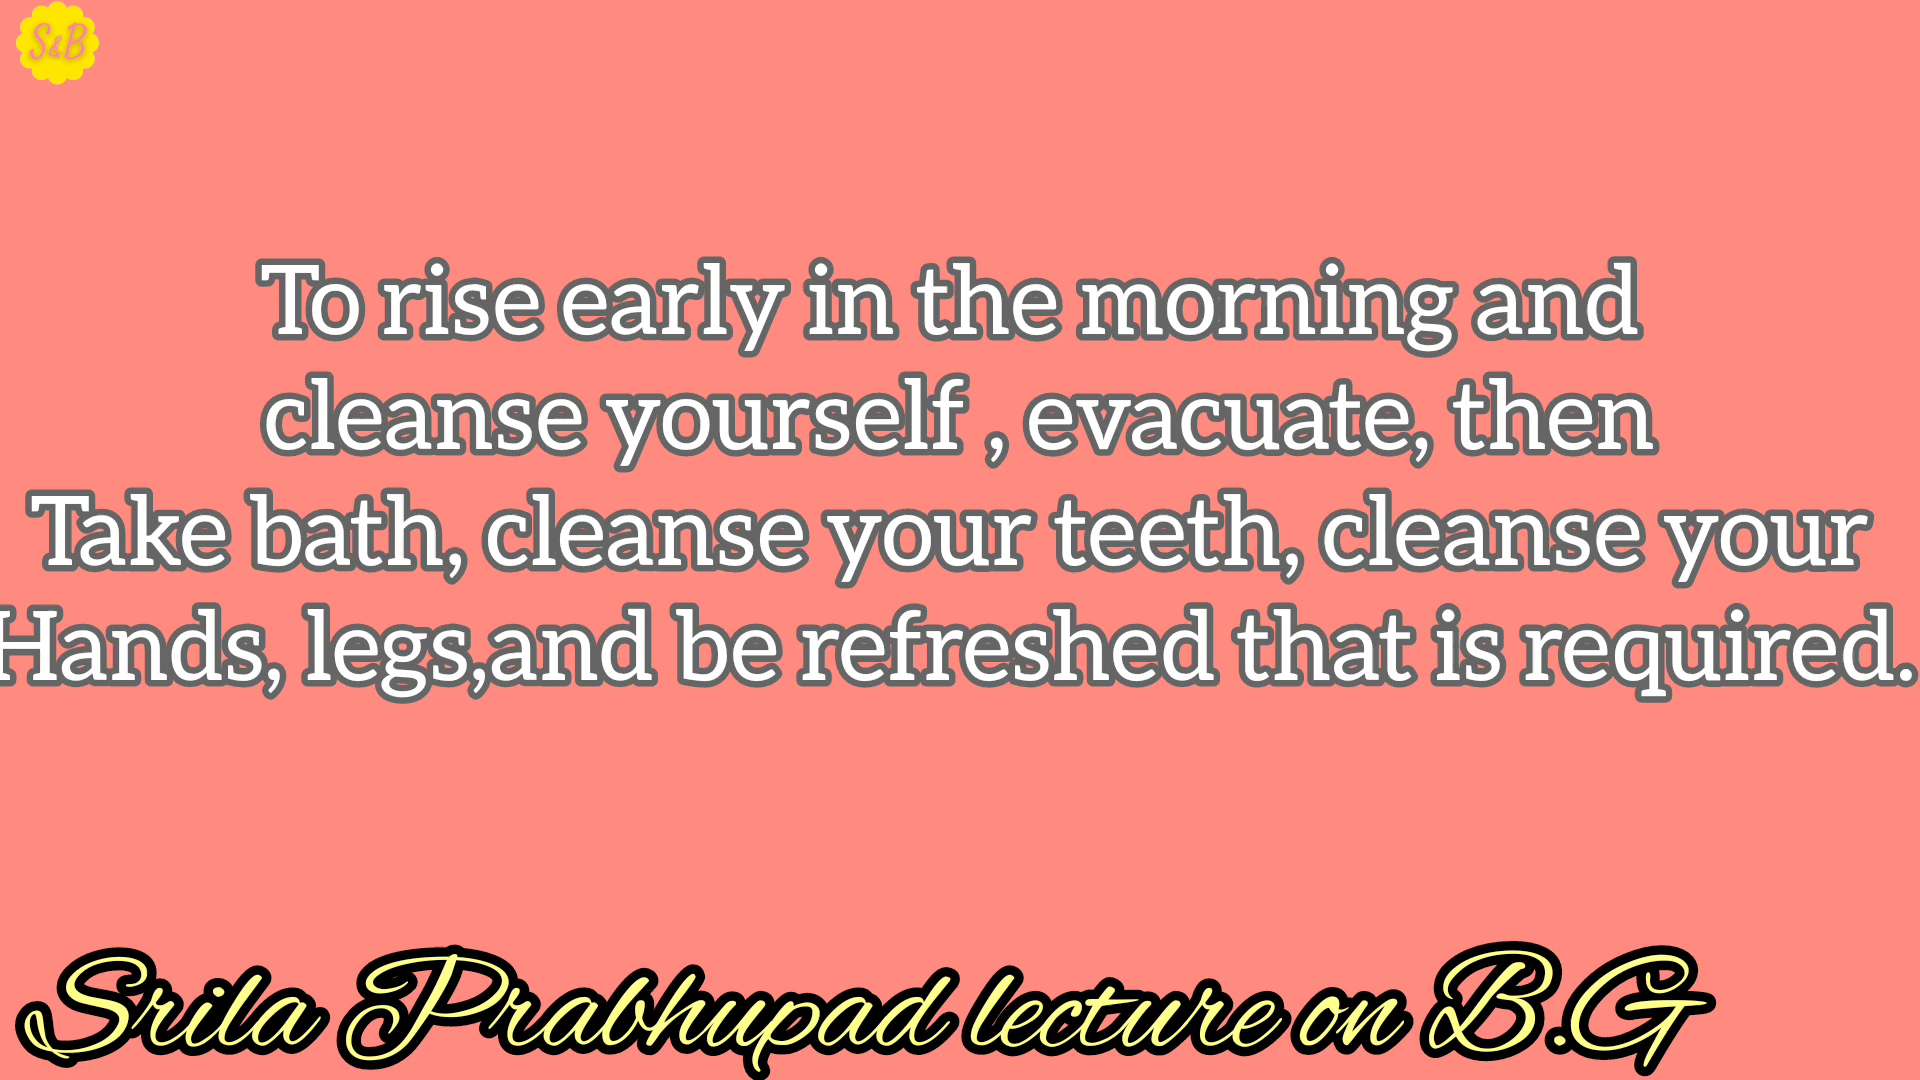 S&B
To rise early in the morning and
cleanse yourself , evacuate, then
Take bath, cleanse your teeth, cleanse your
Hands, legs,and be refreshed that is required.
Srila Prabhupad lecture on B.G